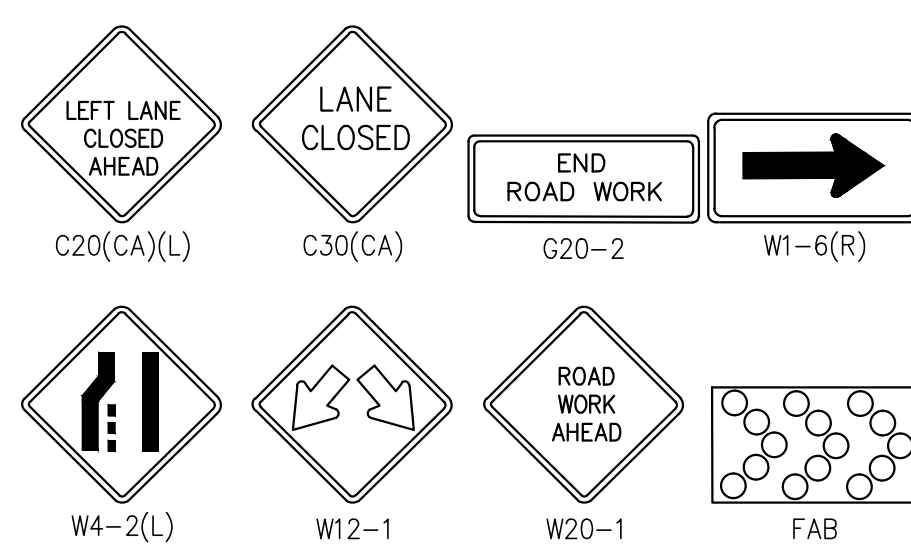 LEFT LANE
CLOSED
AHEAD
C20(CA)(L)
LANE
CLOSED
C30(CA)
END
ROAD WORK
G20-2
W1-6(R)
W4-2(L)
W12-1
ROAD
WORK
AHEAD
W20-1
FAB